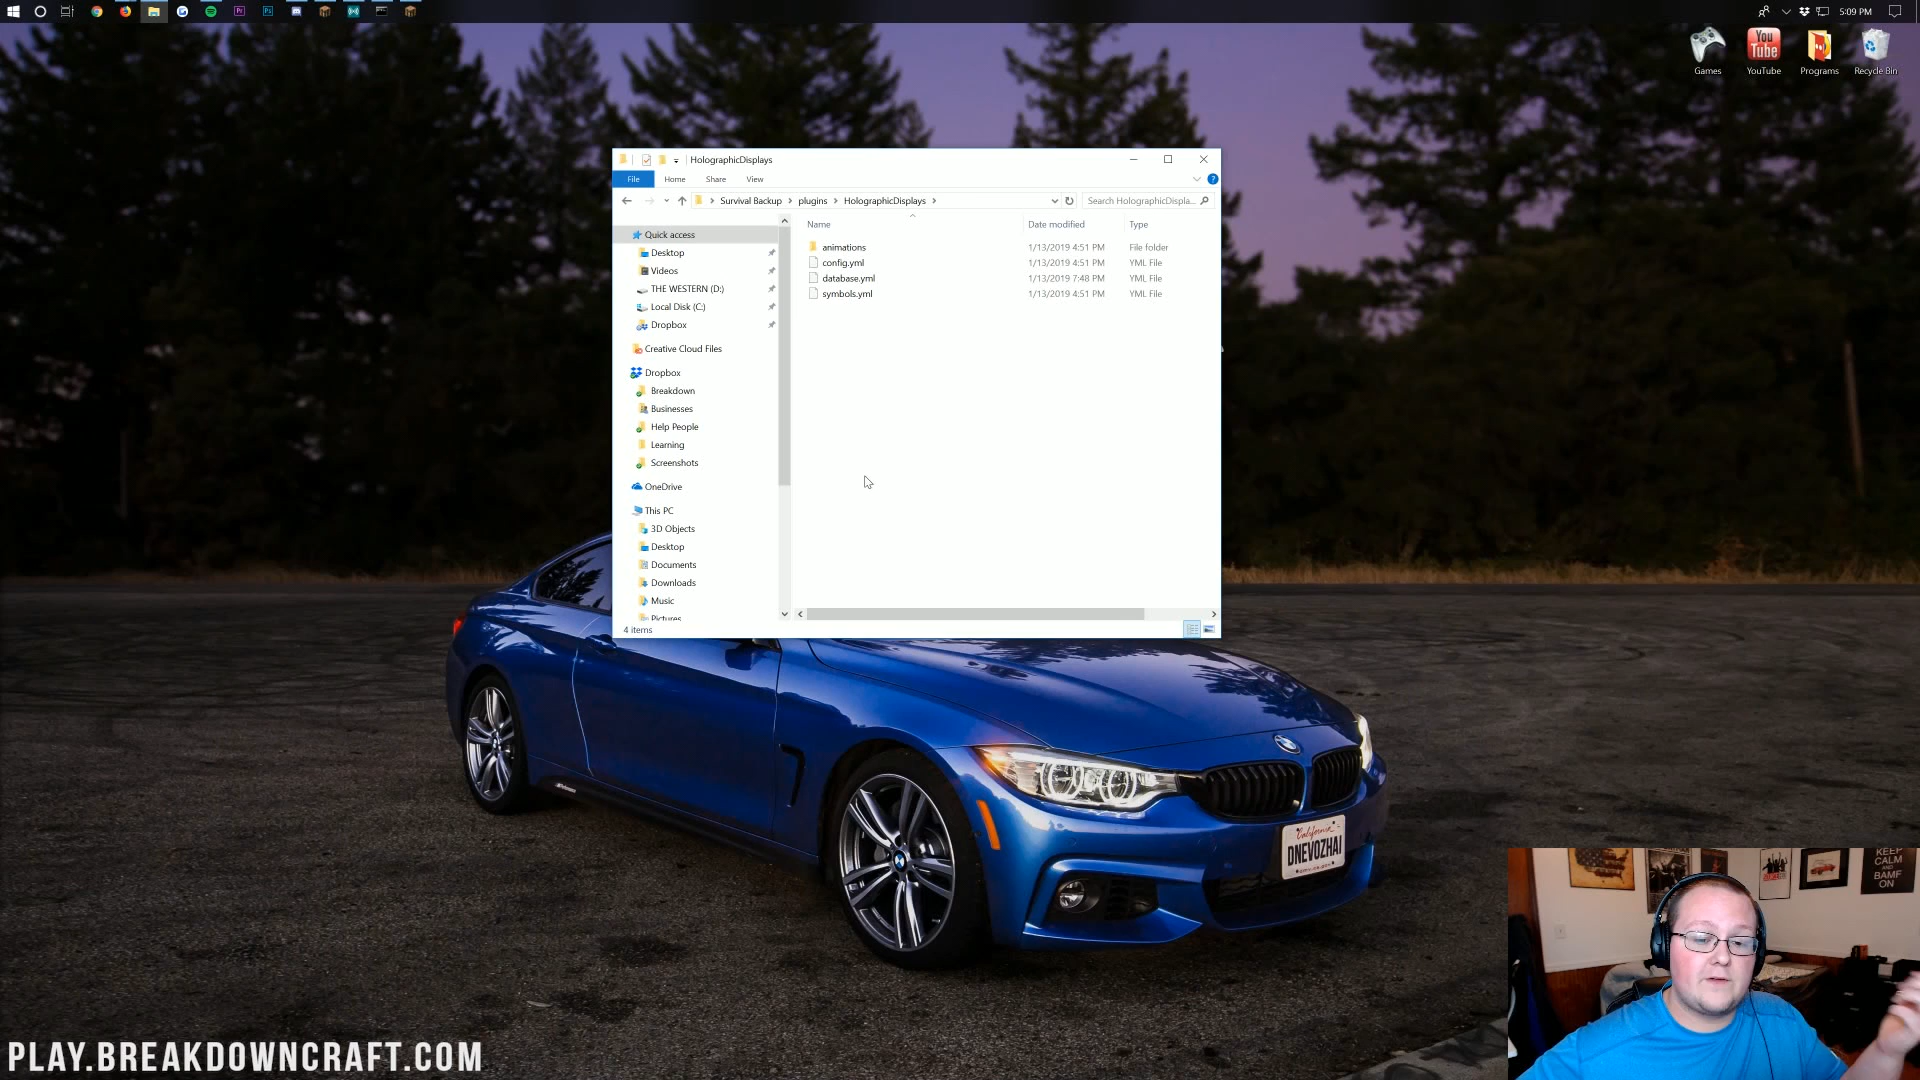 5:09 PM
Games
YouTube
Programs
Recycle Bin
You
Tube
HolographicDisplays
File
Home
Share
View
Survival Backup
plugins
HolographicDisplays
Search HolographicDispla...
Name
Date modified
Type
Quick access
Desktop
Videos
THE WESTERN (D:)
Local Disk (C:)
Dropbox
Creative Cloud Files
Dropbox
Breakdown
Businesses
Help People
Learning
Screenshots
OneDrive
This PC
3D Objects
Desktop
Documents
Downloads
Music
Pictures
animations 1/13/2019 4:51 PM File folder
config.yml 1/13/2019 4:51 PM YML File
database.yml 1/13/2019 7:48 PM YML File
symbols.yml 1/13/2019 4:51 PM YML File
4 items
California
DNEVOZHAI
KEEP
CALM
AND
BAMF
ON
PLAY.BREAKDOWNCRAFT.COM